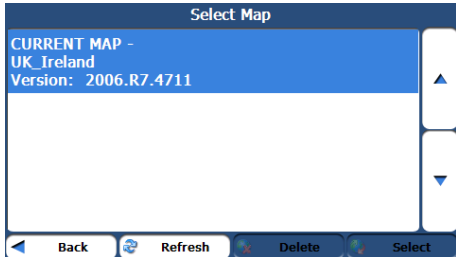 Select Map
CURRENT MAP -
UK_Ireland
Version: 2006.R7.4711
Back Refresh Delete Select